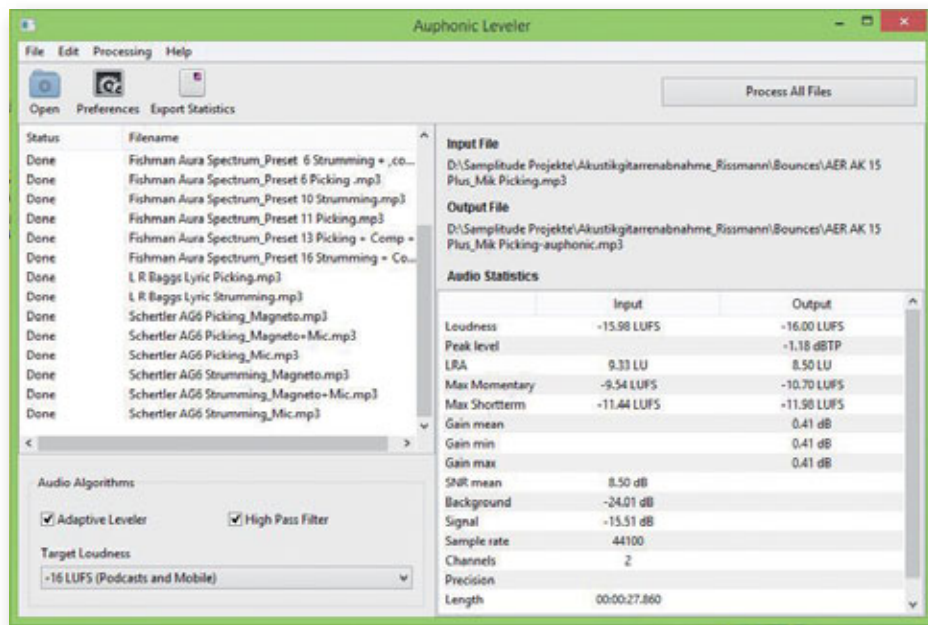 Auphonic Leveler
File Edit Processing Help
Open Preferences Export Statistics
Process All Files
Status Filename
Done Fishman Aura Spectrum_Preset 6 Strumming + ,co...
Done Fishman Aura Spectrum_Preset 6 Picking .mp3
Done Fishman Aura Spectrum_Preset 10 Strumming.mp3
Done Fishman Aura Spectrum_Preset 11 Picking.mp3
Done Fishman Aura Spectrum_Preset 13 Picking + Comp +
Done Fishman Aura Spectrum_Preset 16 Strumming + Co...
Done L R Baggs Lyric Picking.mp3
Done L R Baggs Lyric Strumming.mp3
Done Schertler AG6 Picking_Magneto.mp3
Done Schertler AG6 Picking_Magneto+Mic.mp3
Done Schertler AG6 Picking_Mic.mp3
Done Schertler AG6 Strumming_Magneto.mp3
Done Schertler AG6 Strumming_Magneto+Mic.mp3
Done Schertler AG6 Strumming_Mic.mp3
Audio Algorithms
Adaptive Leveler High Pass Filter
Target Loudness
-16 LUFS (Podcasts and Mobile)
Input File
D:\Samplitude Projekte\Akustikgitarrenabnahme_Rissmann\Bounces\AER AK 15
Plus_Mik Picking.mp3
Output File
D:\Samplitude Projekte\Akustikgitarrenabnahme_Rissmann\Bounces\AER AK 15
Plus_Mik Picking-auphonic.mp3
Audio Statistics
Input Output
Loudness -15.98 LUFS -16.00 LUFS
Peak level -1.18 dBTP
LRA 9.33 LU 8.50 LU
Max Momentary -9.54 LUFS -10.70 LUFS
Max Shortterm -11.44 LUFS -11.98 LUFS
Gain mean 0.41 dB
Gain min 0.41 dB
Gain max 0.41 dB
SNR mean 8.50 dB
Background -24.01 dB
Signal -15.51 dB
Sample rate 44100
Channels 2
Precision
Length 00:00:27.860